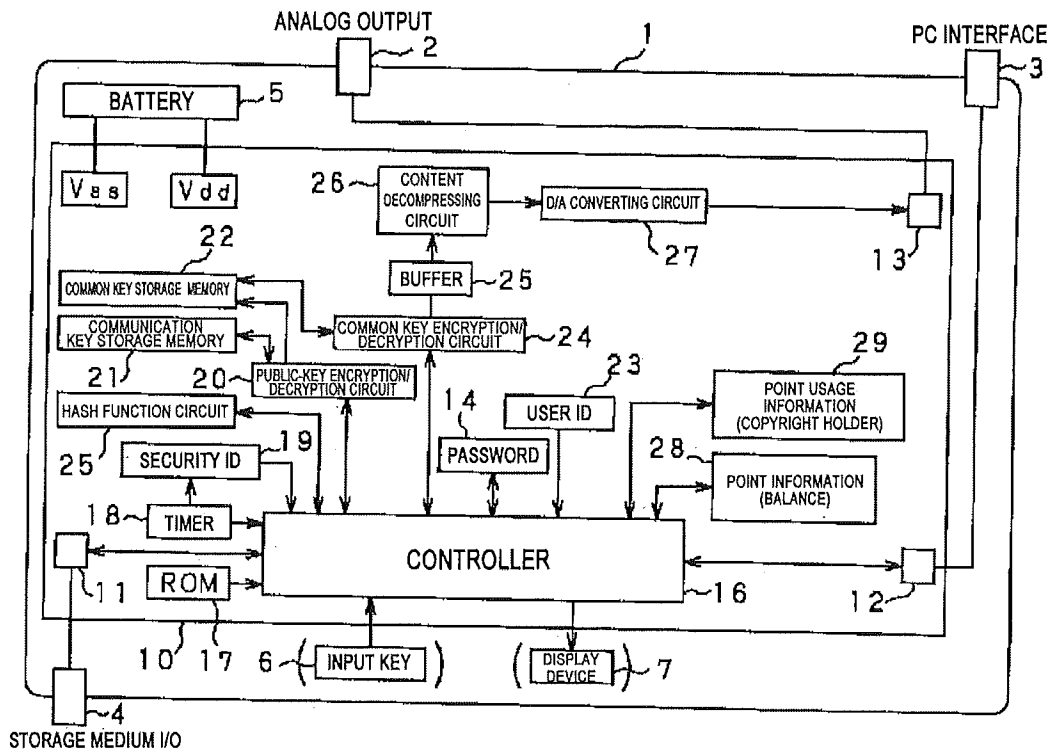 ANALOG OUTPUT
PC INTERFACE
2
1
3
BATTERY
5
Vss
Vdd
26
CONTENT
DECOMPRESSING
CIRCUIT
D/A CONVERTING CIRCUIT
27
13
22
COMMON KEY STORAGE MEMORY
BUFFER
25
COMMUNICATION
KEY STORAGE MEMORY
COMMON KEY ENCRYPTION/
DECRYPTION CIRCUIT
24
21
20
PUBLIC-KEY ENCRYPTION/
DECRYPTION CIRCUIT
23
29
POINT USAGE
INFORMATION
(COPYRIGHT HOLDER)
HASH FUNCTION CIRCUIT
14
USER ID
25
SECURITY ID
19
PASSWORD
28
POINT INFORMATION
(BALANCE)
18
TIMER
CONTROLLER
11
ROM
16
12
10
17
6
INPUT KEY
DISPLAY
DEVICE
7
4
STORAGE MEDIUM I/O